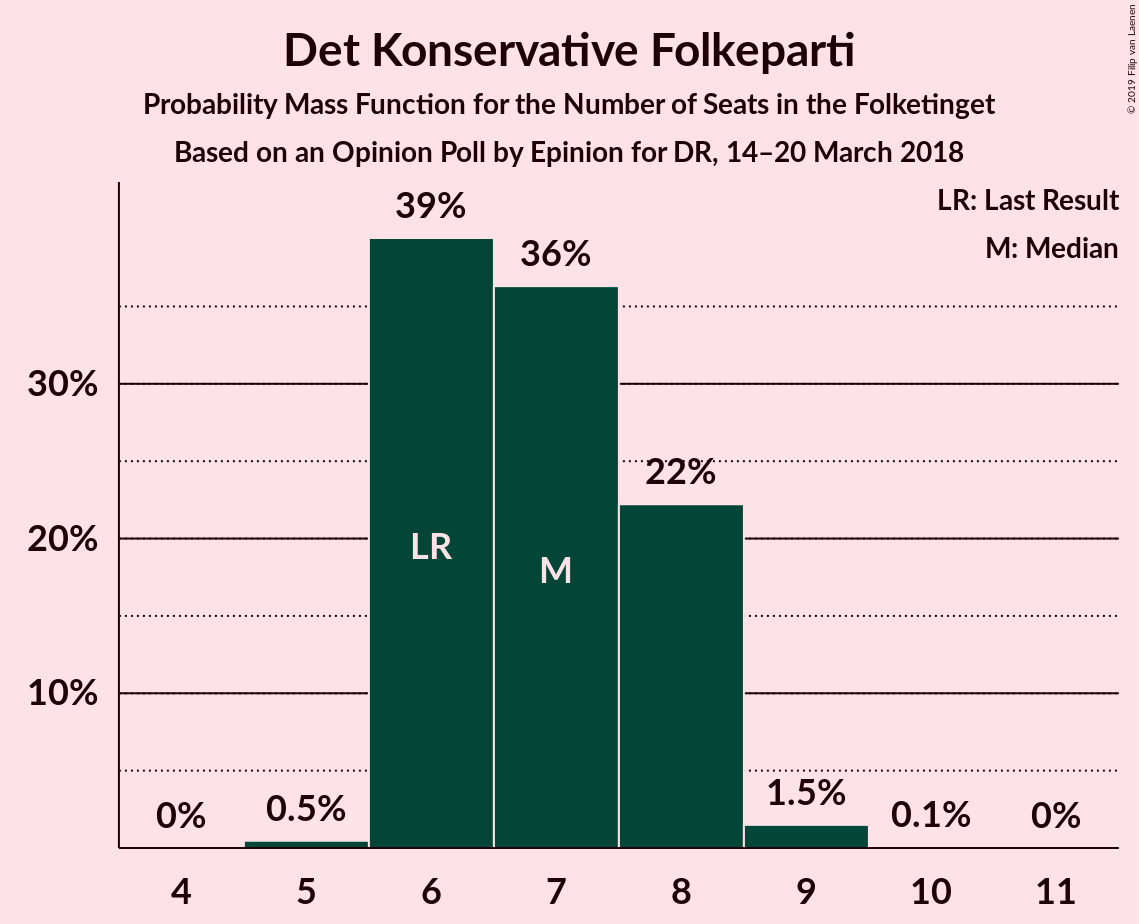 Det Konservative Folkeparti
Probability Mass Function for the Number of Seats in the Folketinget
Based on an Opinion Poll by Epinion for DR, 14–20 March 2018
© 2019 Filip van Laenen
LR: Last Result
M: Median
39%
36%
30%
22%
20%
LR
M
10%
0%
0.5%
1.5%
0.1%
0%
4 5 6 7 8 9 10 11